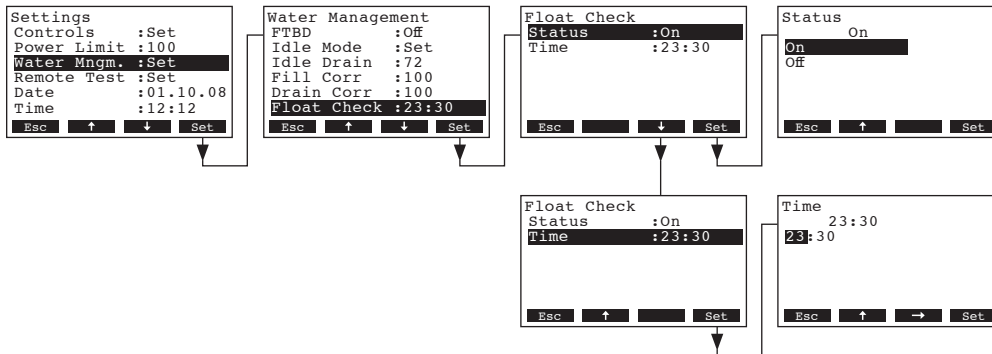 Settings
Controls :Set
Power Limit :100
Water Mngm. :Set
Remote Test :Set
Date :01.10.08
Time :12:12
Esc ↑ ↓ Set
Water Management
FTBD :Off
Idle Mode :Set
Idle Drain :72
Fill Corr :100
Drain Corr :100
Float Check :23:30
Esc ↑ ↓ Set
Float Check
Status :On
Time :23:30
Esc ↓ Set
Status
On
On
Off
Esc ↑ Set
Float Check
Status :On
Time :23:30
Esc ↑ Set
Time
23:30
23:30
Esc ↑ → Set